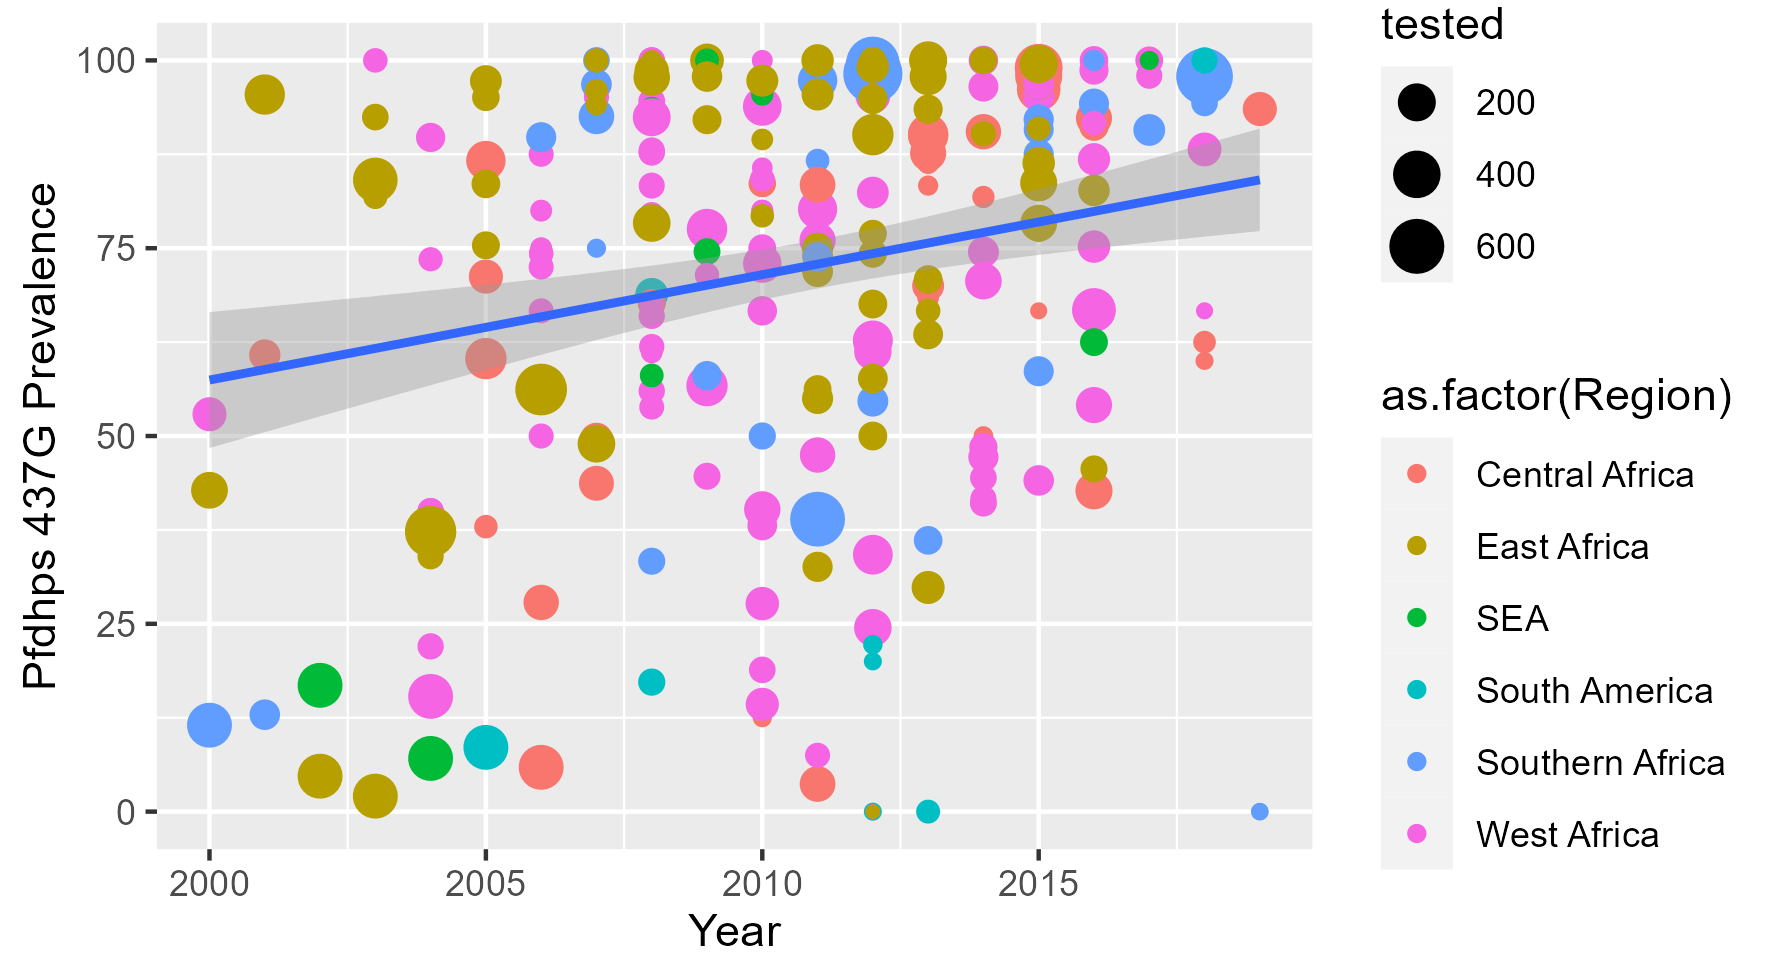 Pfdhps 437G Prevalence
100
75
50
25
0
2000 2005 2010 2015
Year
tested
200
400
600
as.factor(Region)
Central Africa
East Africa
SEA
South America
Southern Africa
West Africa